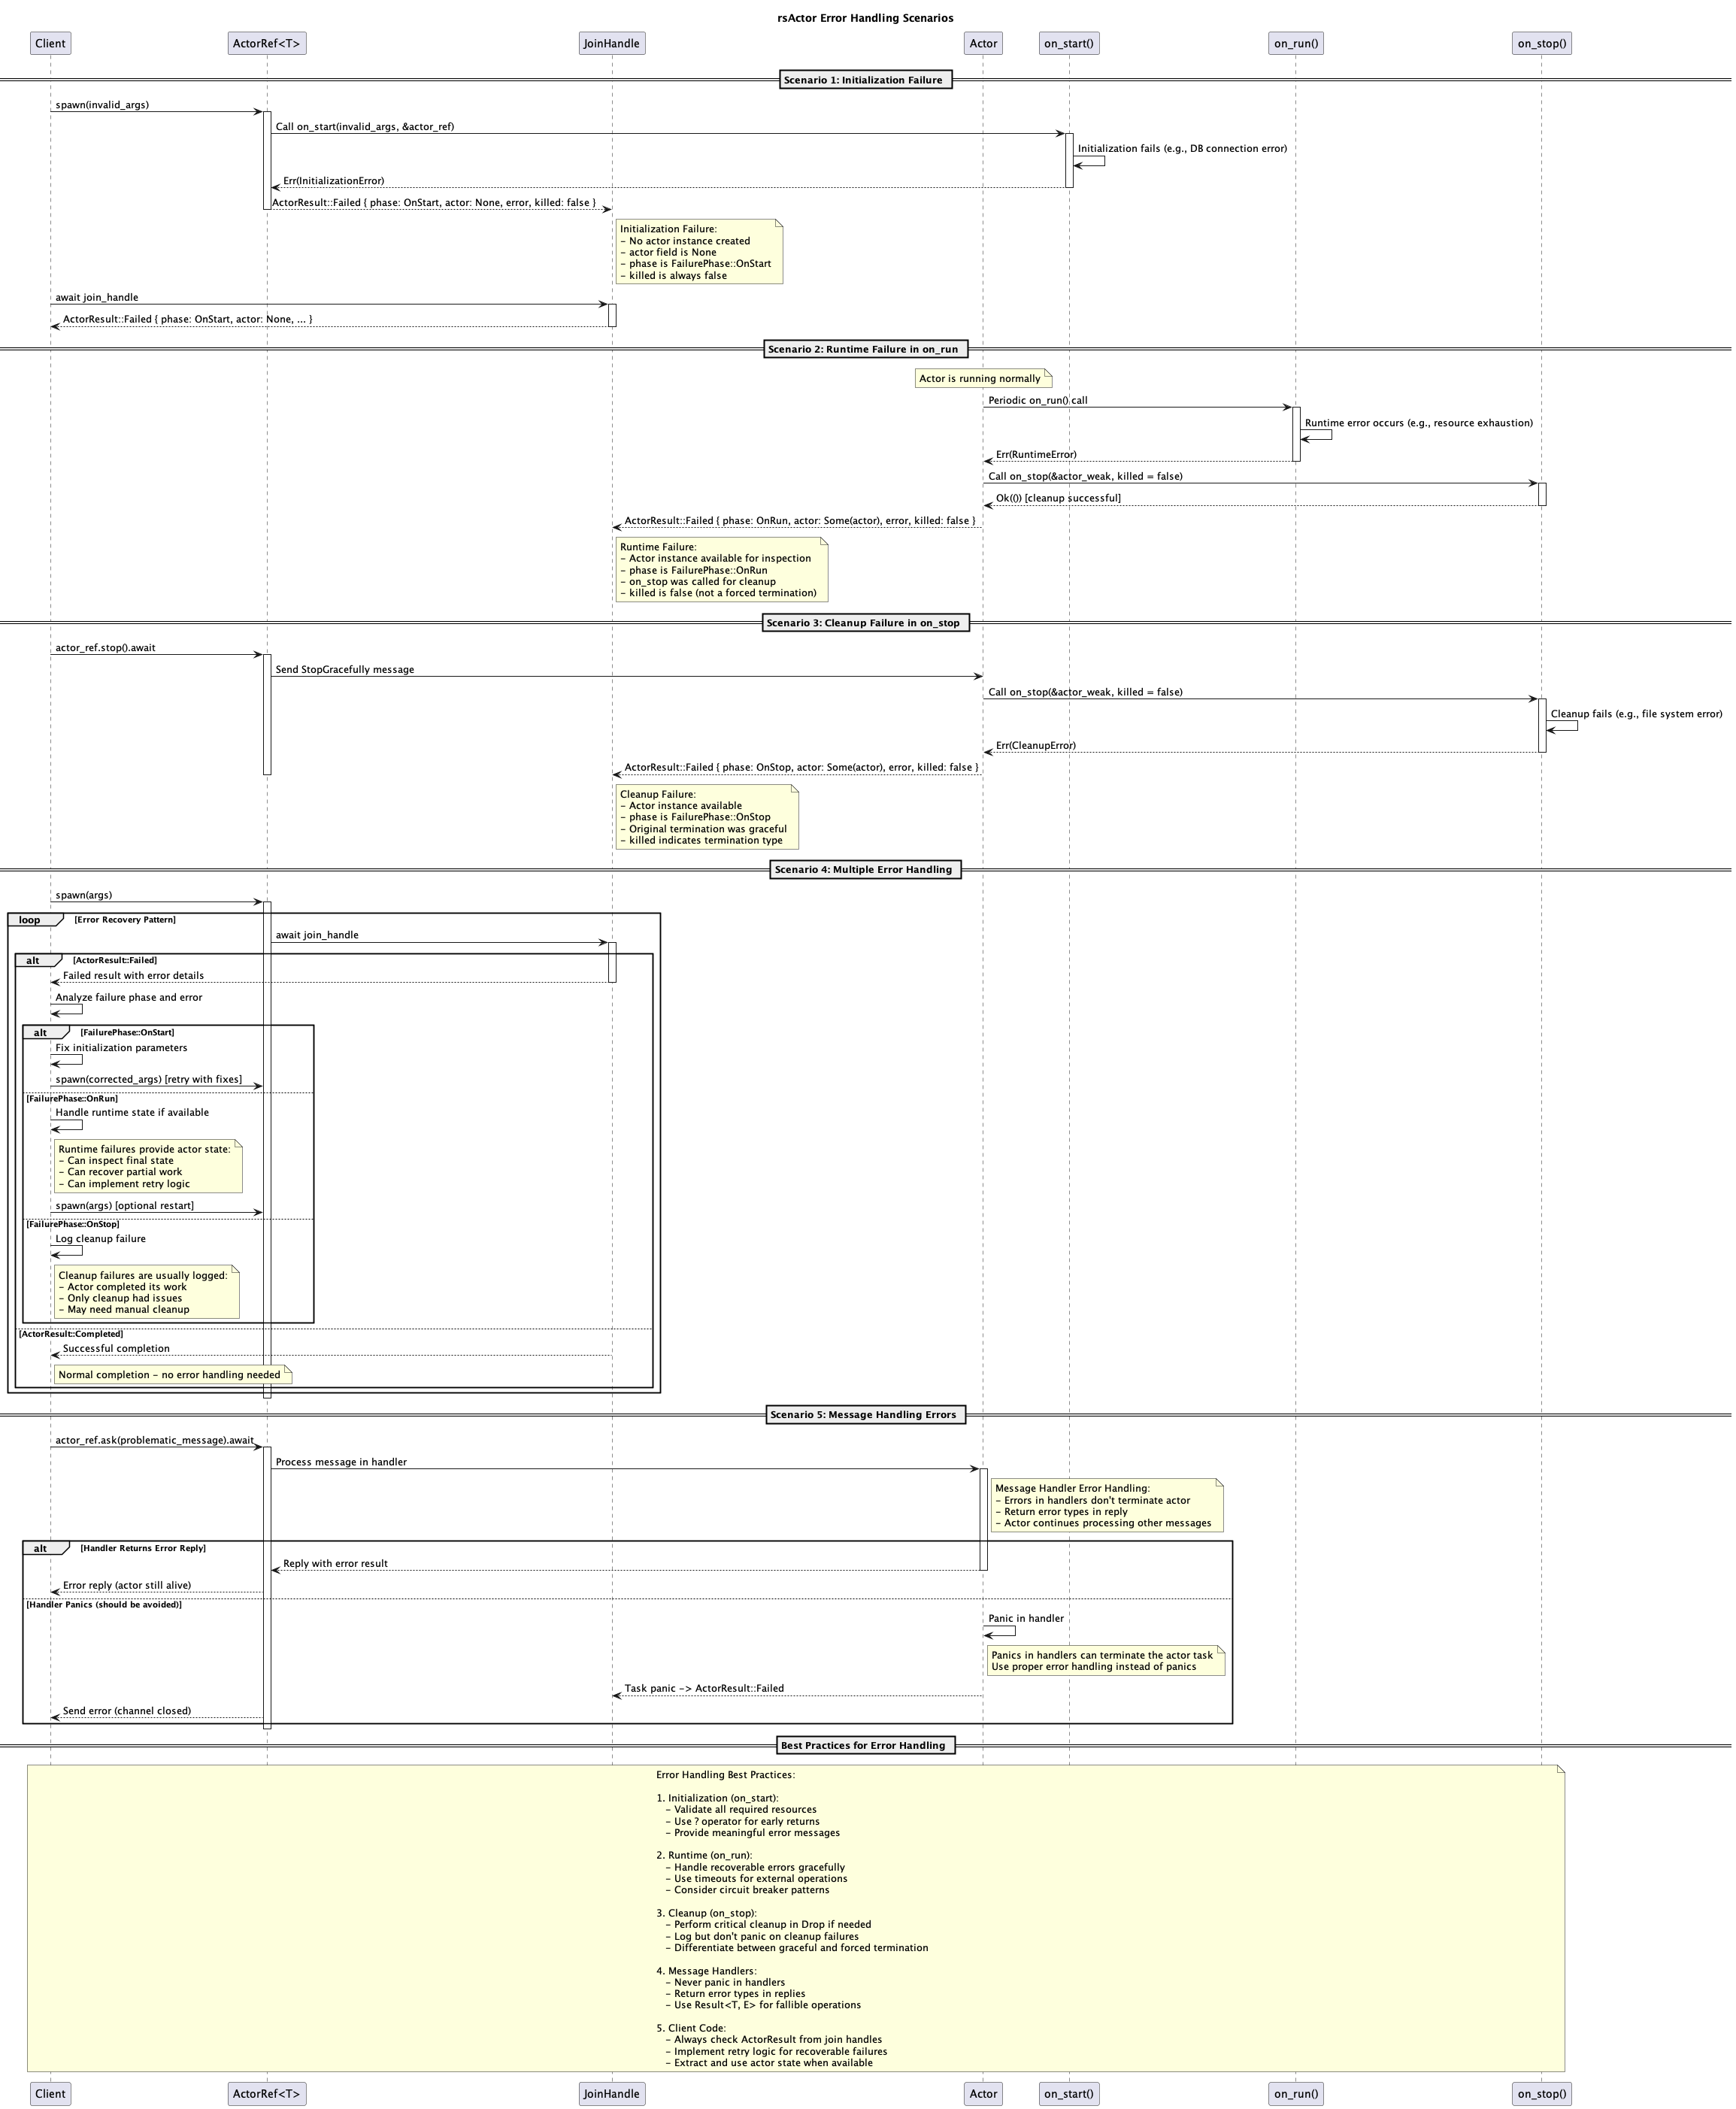 rsActor Error Handling Scenarios
Client
ActorRef<T>
JoinHandle
Actor
on_start()
on_run()
on_stop()
Scenario 1: Initialization Failure
spawn(invalid_args)
Call on_start(invalid_args, &actor_ref)
Initialization fails (e.g., DB connection error)
Err(InitializationError)
ActorResult::Failed { phase: OnStart, actor: None, error, killed: false }
Initialization Failure:
- No actor instance created
- actor field is None
- phase is FailurePhase::OnStart
- killed is always false
await join_handle
ActorResult::Failed { phase: OnStart, actor: None, ... }
Scenario 2: Runtime Failure in on_run
Actor is running normally
Periodic on_run() call
Runtime error occurs (e.g., resource exhaustion)
Err(RuntimeError)
Call on_stop(&actor_weak, killed = false)
Ok(()) [cleanup successful]
ActorResult::Failed { phase: OnRun, actor: Some(actor), error, killed: false }
Runtime Failure:
- Actor instance available for inspection
- phase is FailurePhase::OnRun
- on_stop was called for cleanup
- killed is false (not a forced termination)
Scenario 3: Cleanup Failure in on_stop
actor_ref.stop().await
Send StopGracefully message
Call on_stop(&actor_weak, killed = false)
Cleanup fails (e.g., file system error)
Err(CleanupError)
ActorResult::Failed { phase: OnStop, actor: Some(actor), error, killed: false }
Cleanup Failure:
- Actor instance available
- phase is FailurePhase::OnStop
- Original termination was graceful
- killed indicates termination type
Scenario 4: Multiple Error Handling
spawn(args)
loop [Error Recovery Pattern]
await join_handle
alt [ActorResult::Failed]
Failed result with error details
Analyze failure phase and error
alt [FailurePhase::OnStart]
Fix initialization parameters
spawn(corrected_args) [retry with fixes]
[FailurePhase::OnRun]
Handle runtime state if available
Runtime failures provide actor state:
- Can inspect final state
- Can recover partial work
- Can implement retry logic
spawn(args) [optional restart]
[FailurePhase::OnStop]
Log cleanup failure
Cleanup failures are usually logged:
- Actor completed its work
- Only cleanup had issues
- May need manual cleanup
[ActorResult::Completed]
Successful completion
Normal completion - no error handling needed
Scenario 5: Message Handling Errors
actor_ref.ask(problematic_message).await
Process message in handler
Message Handler Error Handling:
- Errors in handlers don't terminate actor
- Return error types in reply
- Actor continues processing other messages
alt [Handler Returns Error Reply]
Reply with error result
Error reply (actor still alive)
[Handler Panics (should be avoided)]
Panic in handler
Panics in handlers can terminate the actor task
Use proper error handling instead of panics
Task panic -> ActorResult::Failed
Send error (channel closed)
Best Practices for Error Handling
Error Handling Best Practices:
1. Initialization (on_start):
- Validate all required resources
- Use ? operator for early returns
- Provide meaningful error messages
2. Runtime (on_run):
- Handle recoverable errors gracefully
- Use timeouts for external operations
- Consider circuit breaker patterns
3. Cleanup (on_stop):
- Perform critical cleanup in Drop if needed
- Log but don't panic on cleanup failures
- Differentiate between graceful and forced termination
4. Message Handlers:
- Never panic in handlers
- Return error types in replies
- Use Result<T, E> for fallible operations
5. Client Code:
- Always check ActorResult from join handles
- Implement retry logic for recoverable failures
- Extract and use actor state when available
Client
ActorRef<T>
JoinHandle
Actor
on_start()
on_run()
on_stop()